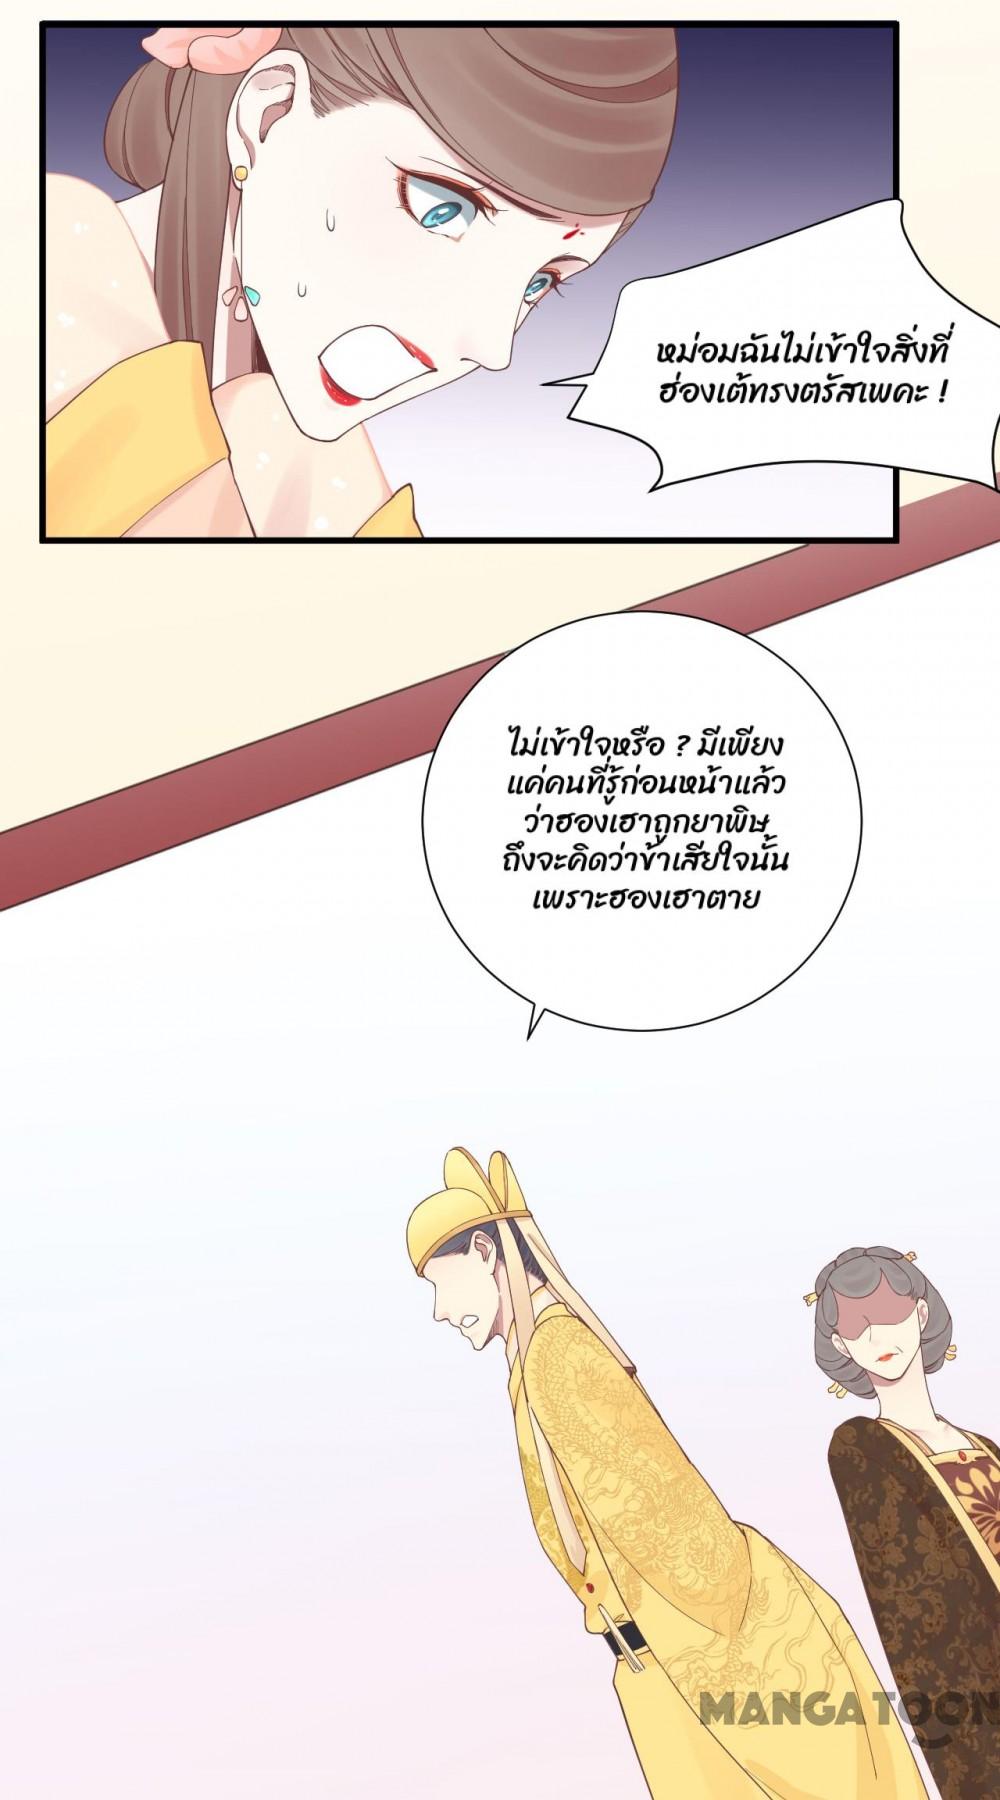 หม่อมฉันไม่เข้าใจสิ่งที่
ฮ่องเต้ทรงตรัสเพคะ !
ไม่เข้าใจหรือ ? มีเพียง
แค่คนที่รู้ก่อนหน้าแล้ว
ว่าฮองเฮาถูกยาพิษ
ถึงจะคิดว่าข้าเสียใจนั้น
เพราะฮองเฮาตาย
MANGATOON